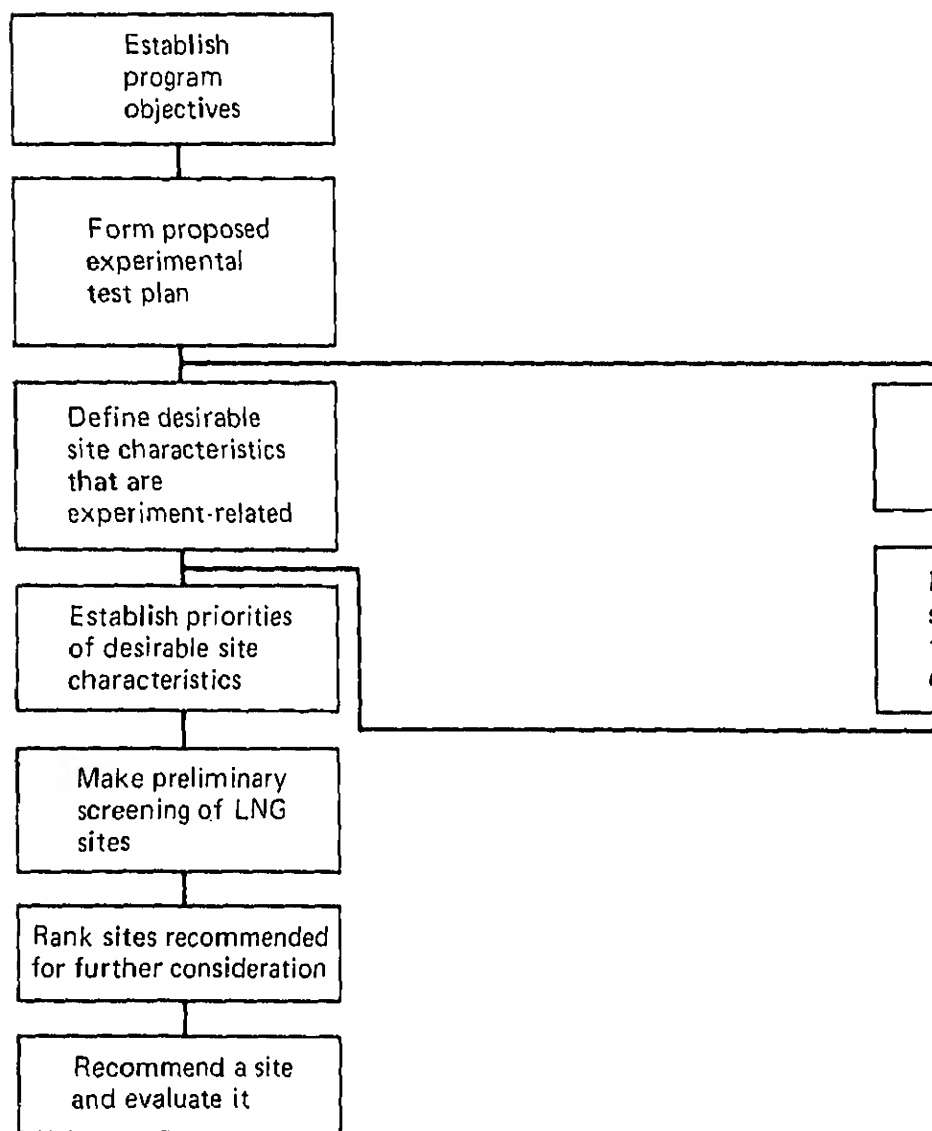 Establish
program
objectives
Form proposed
experimental
test plan
Define desirable
site characteristics
that are
experiment-related
Establish priorities
of desirable site
characteristics
Make preliminary
screening of LNG
sites
Rank sites recommended
for further consideration
Recommend a site
and evaluate it